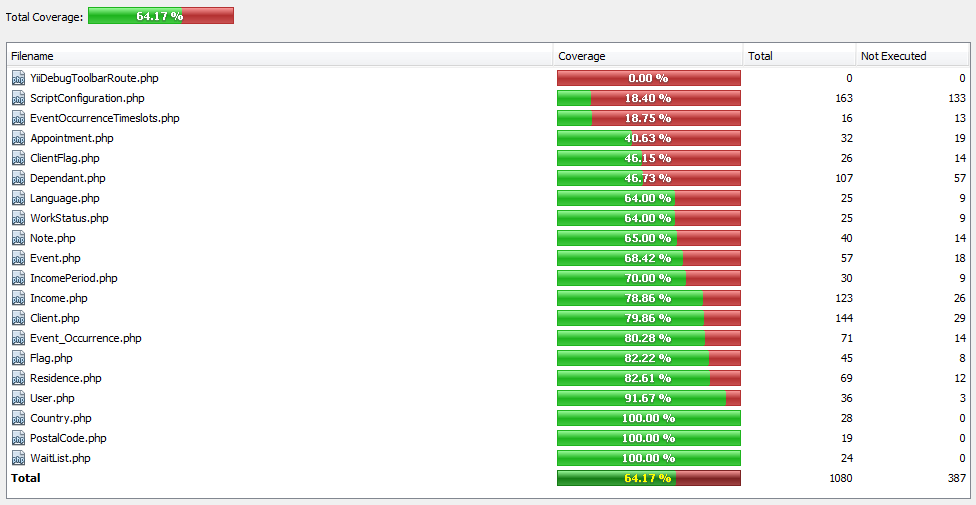 Total Coverage: 64.17 %
Filename Coverage Total Not Executed
YiiDebugToolbarRoute.php 0.00 % 0 0
ScriptConfiguration.php 18.40 % 163 133
EventOccurrenceTimeslots.php 18.75 % 16 13
Appointment.php 40.63 % 32 19
ClientFlag.php 46.15 % 26 14
Dependant.php 46.73 % 107 57
Language.php 64.00 % 25 9
WorkStatus.php 64.00 % 25 9
Note.php 65.00 % 40 14
Event.php 68.42 % 57 18
IncomePeriod.php 70.00 % 30 9
Income.php 78.86 % 123 26
Client.php 79.86 % 144 29
Event_Occurrence.php 80.28 % 71 14
Flag.php 82.22 % 45 8
Residence.php 82.61 % 69 12
User.php 91.67 % 36 3
Country.php 100.00 % 28 0
PostalCode.php 100.00 % 19 0
WaitList.php 100.00 % 24 0
Total 64.17 % 1080 387